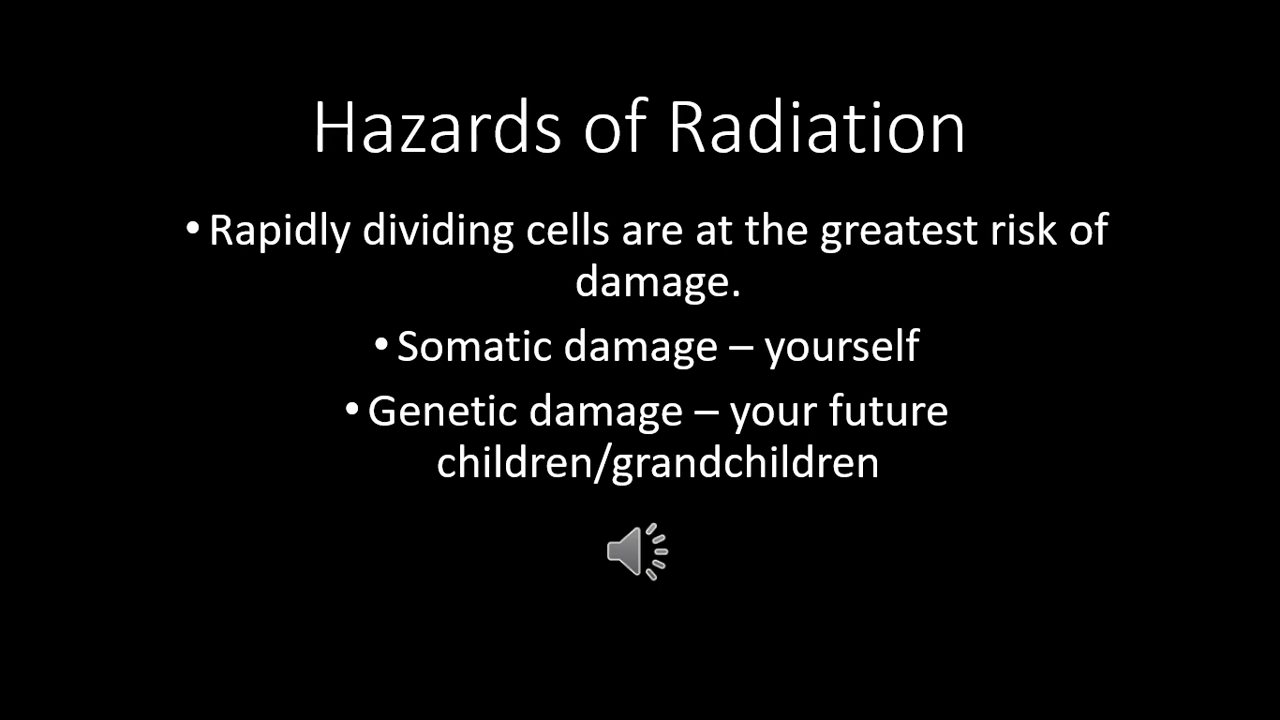 Hazards of Radiation
• Rapidly dividing cells are at the greatest risk of
damage.
• Somatic damage – yourself
• Genetic damage – your future
children/grandchildren